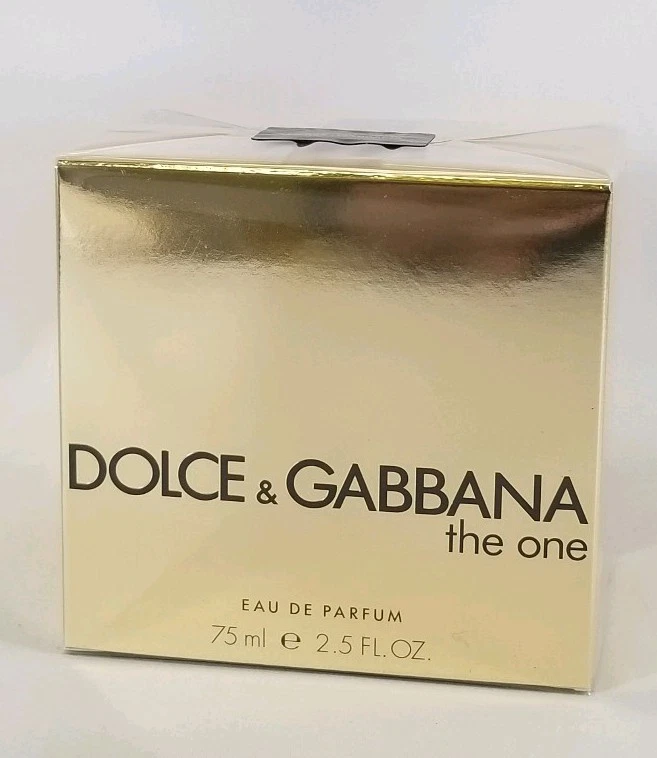 DOLCE & GABBANA
the one
EAU DE PARFUM
75 ml e 2.5 FL.OZ.